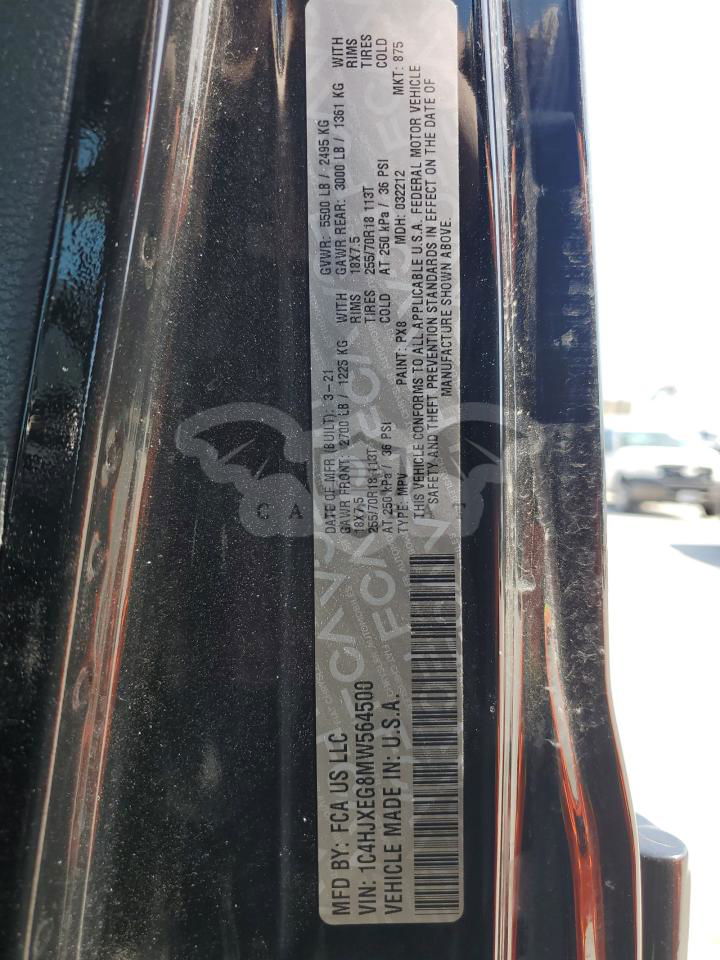 MFD BY: FCA US LLC
VIN: 1C4HJXEG8MW564500
VEHICLE MADE IN: U.S.A.
DATE OF MFR (BUILT): 3-21
GVWR: 5500 LB / 2495 KG
GAWR FRONT: 2700 LB / 1225 KG WITH
GAWR REAR: 3000 LB / 1361 KG WITH
18X7.5 RIMS
18X7.5 RIMS
255/70R18 113T TIRES
255/70R18 113T TIRES
AT 250 kPa / 36 PSI COLD
AT 250 kPa / 36 PSI COLD
TYPE: MPV PAINT: PX8 MDH: 032212 MKT: 875
THIS VEHICLE CONFORMS TO ALL APPLICABLE U.S.A. FEDERAL MOTOR VEHICLE
SAFETY AND THEFT PREVENTION STANDARDS IN EFFECT ON THE DATE OF
MANUFACTURE SHOWN ABOVE.